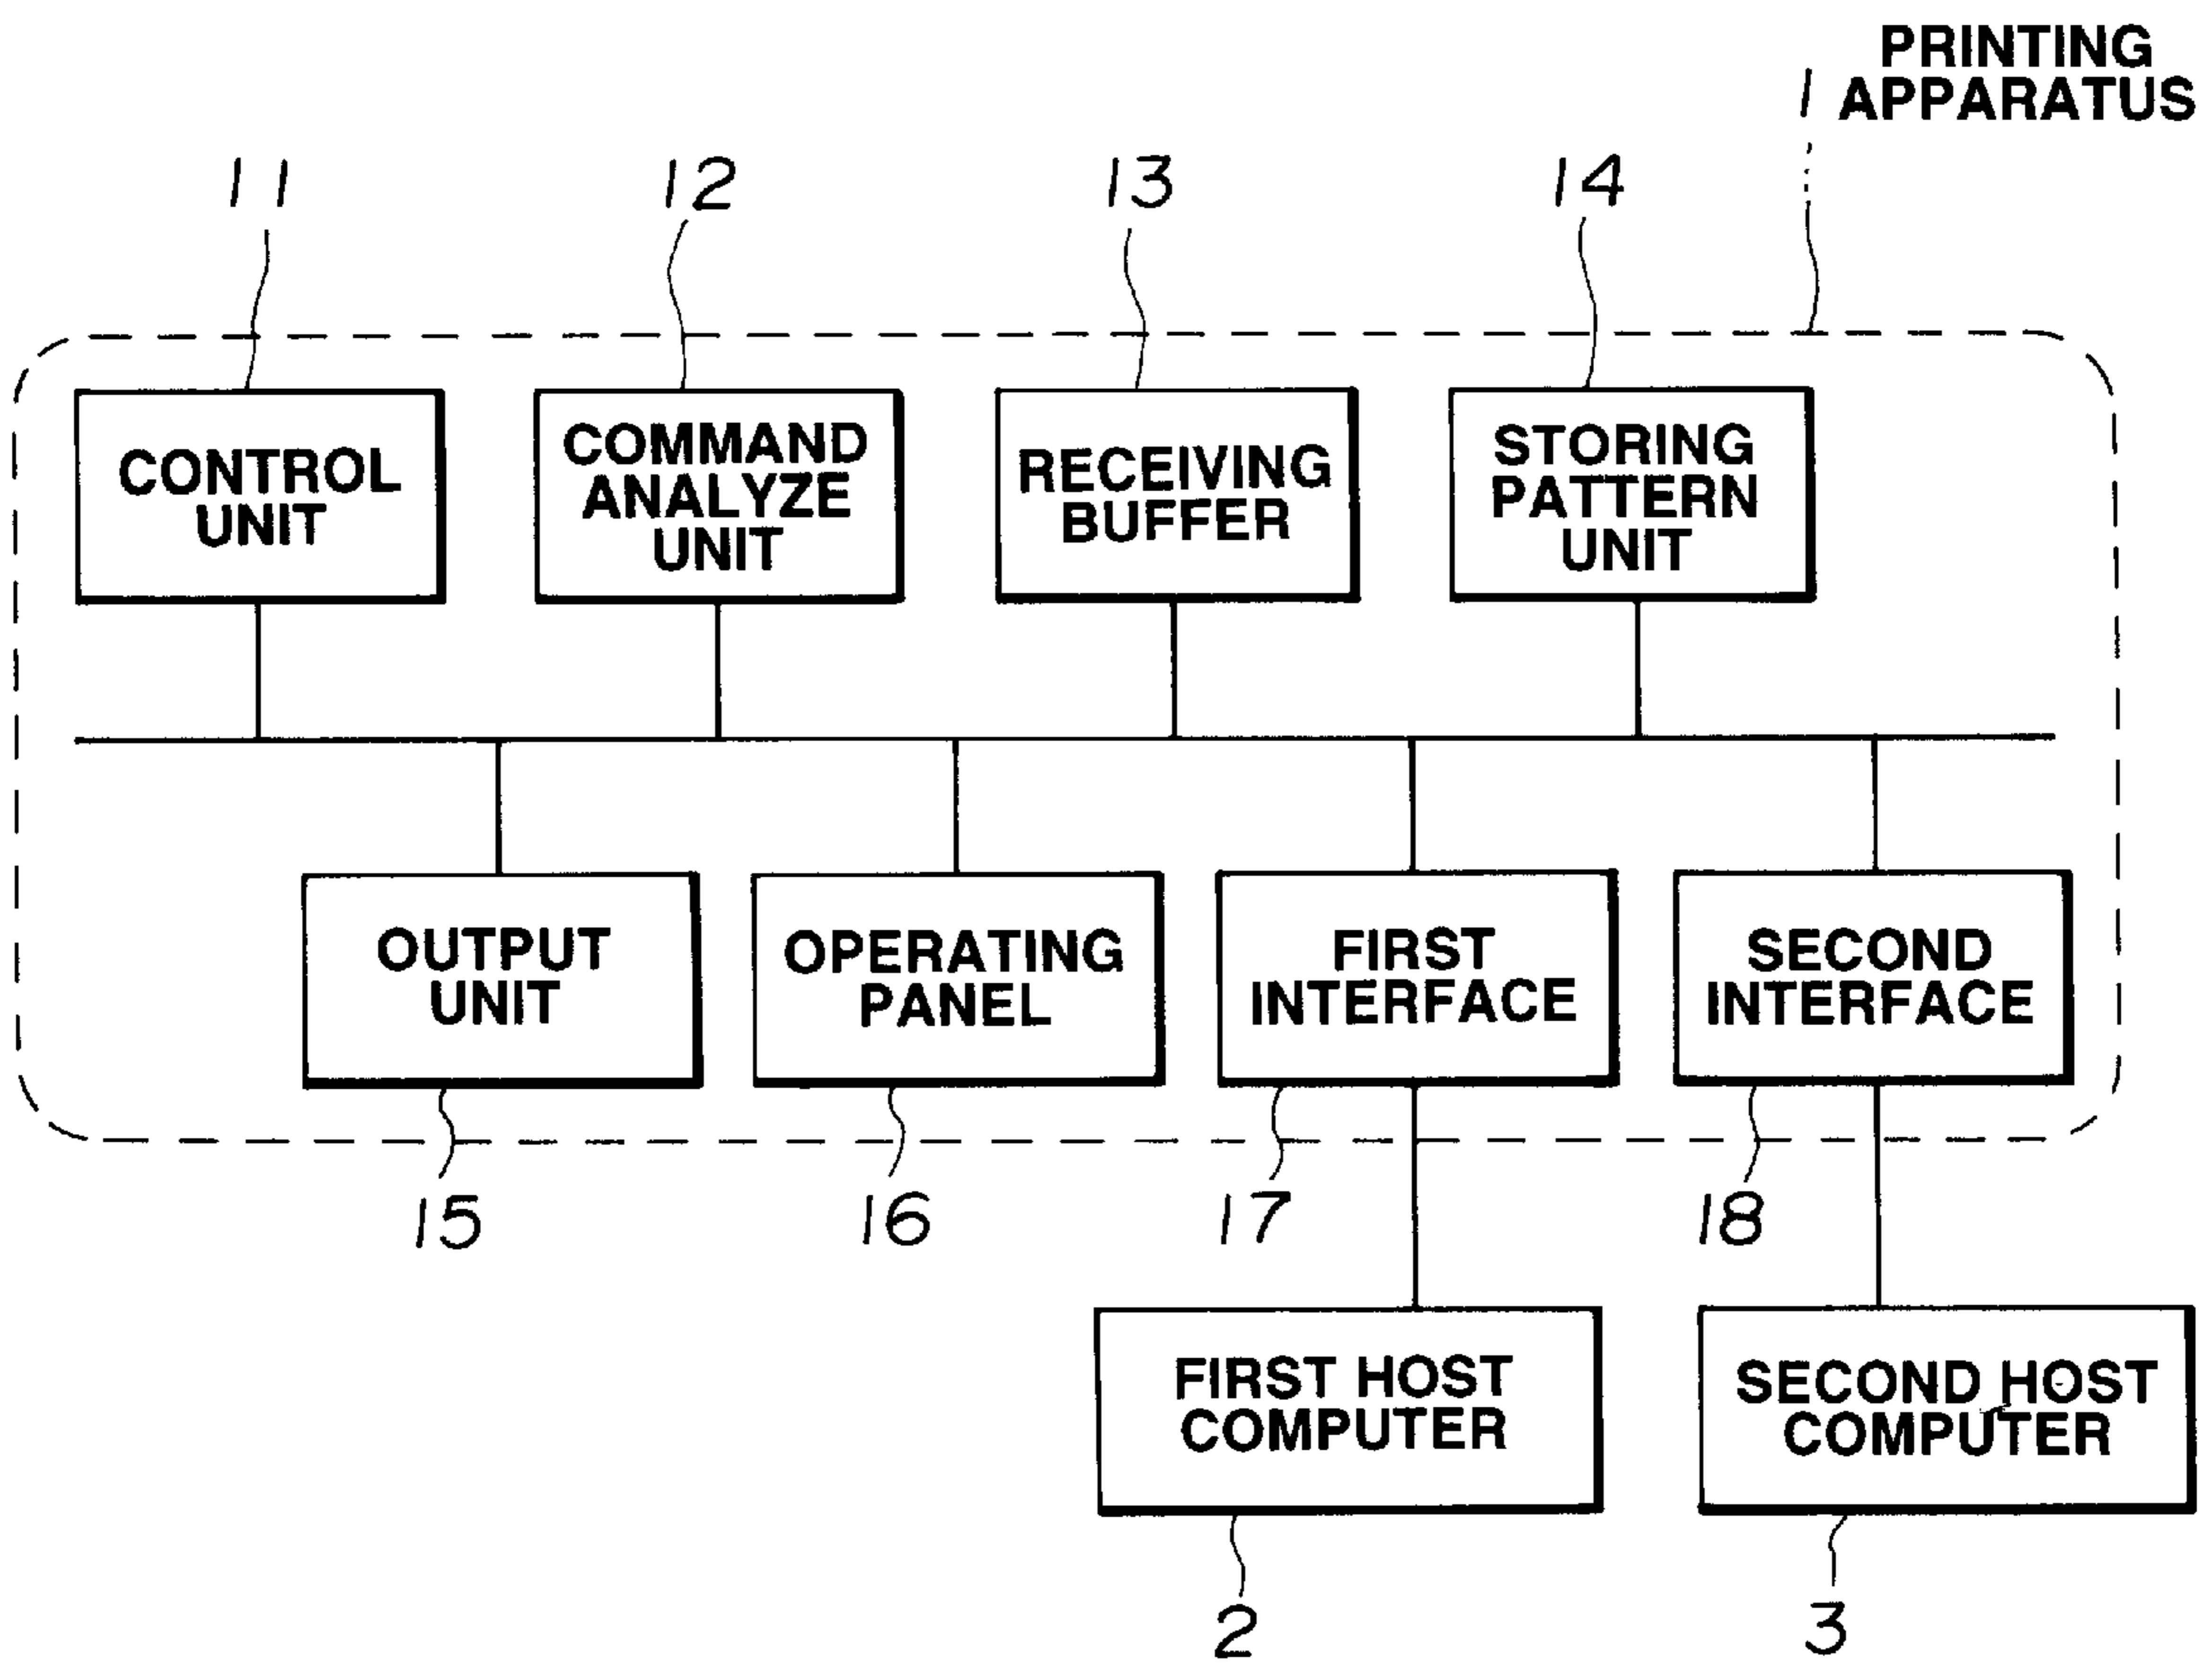 PRINTING
1 APPARATUS
11 12 13 14
CONTROL
UNIT
COMMAND
ANALYZE
UNIT
RECEIVING
BUFFER
STORING
PATTERN
UNIT
OUTPUT
UNIT
OPERATING
PANEL
FIRST
INTERFACE
SECOND
INTERFACE
15 16 17 18
FIRST HOST
COMPUTER
SECOND HOST
COMPUTER
2 3